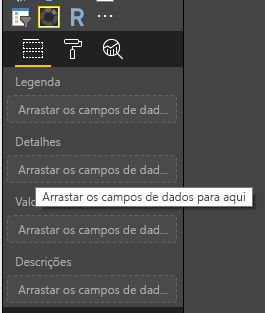 R ...
Legenda
Arrastar os campos de dad...
Detalhes
Arrastar os campos de dad...
Arrastar os campos de dados para aqui
Arrastar os campos de dad...
Descrições
Arrastar os campos de dad...